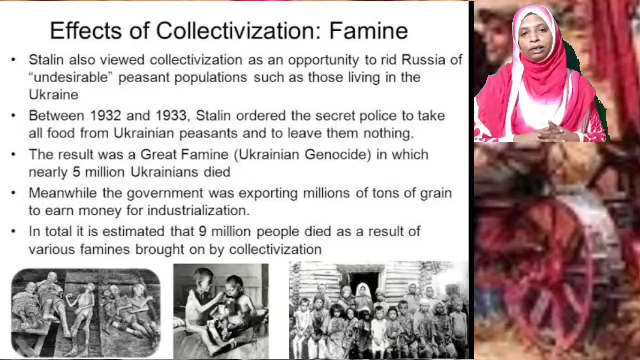 Effects of Collectivization: Famine
• Stalin also viewed collectivization as an opportunity to rid Russia of
"undesirable" peasant populations such as those living in the
Ukraine
• Between 1932 and 1933, Stalin ordered the secret police to take
all food from Ukrainian peasants and to leave them nothing.
• The result was a Great Famine (Ukrainian Genocide) in which
nearly 5 million Ukrainians died
• Meanwhile the government was exporting millions of tons of grain
to earn money for industrialization.
• In total it is estimated that 9 million people died as a result of
various famines brought on by collectivization